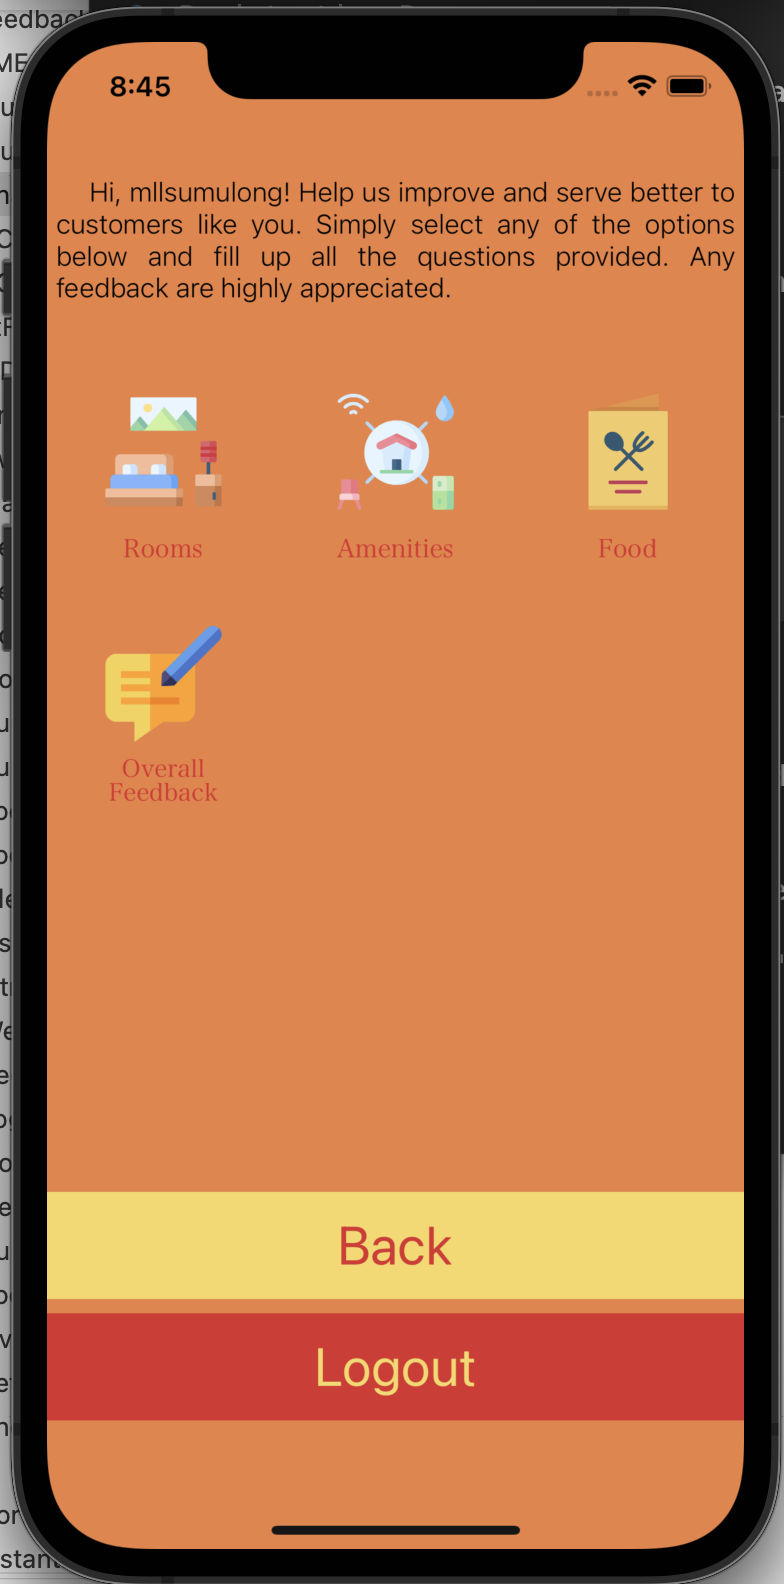 8:45
Hi, mllsumulong! Help us improve and serve better to
customers like you. Simply select any of the options
below and fill up all the questions provided. Any
feedback are highly appreciated.
Rooms
Amenities
Food
Overall
Feedback
Back
Logout